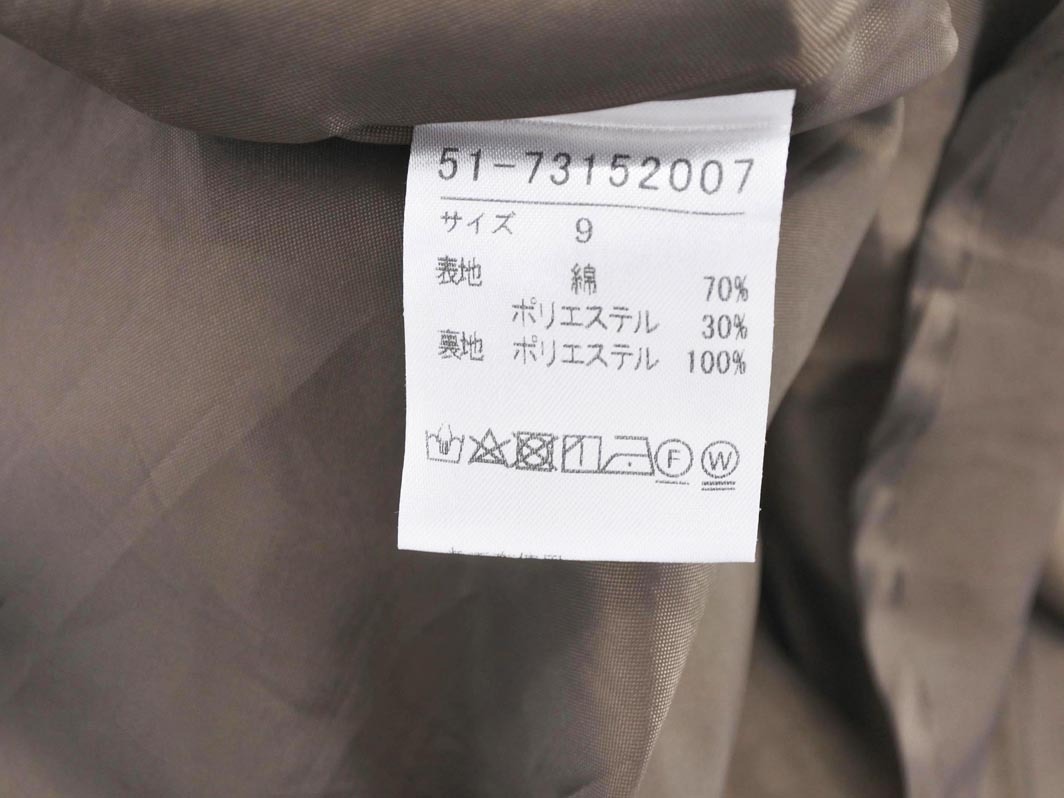 51-73152007
サイズ 9
表地 綿 70%
ポリエステル 30%
裏地 ポリエステル 100%
F W